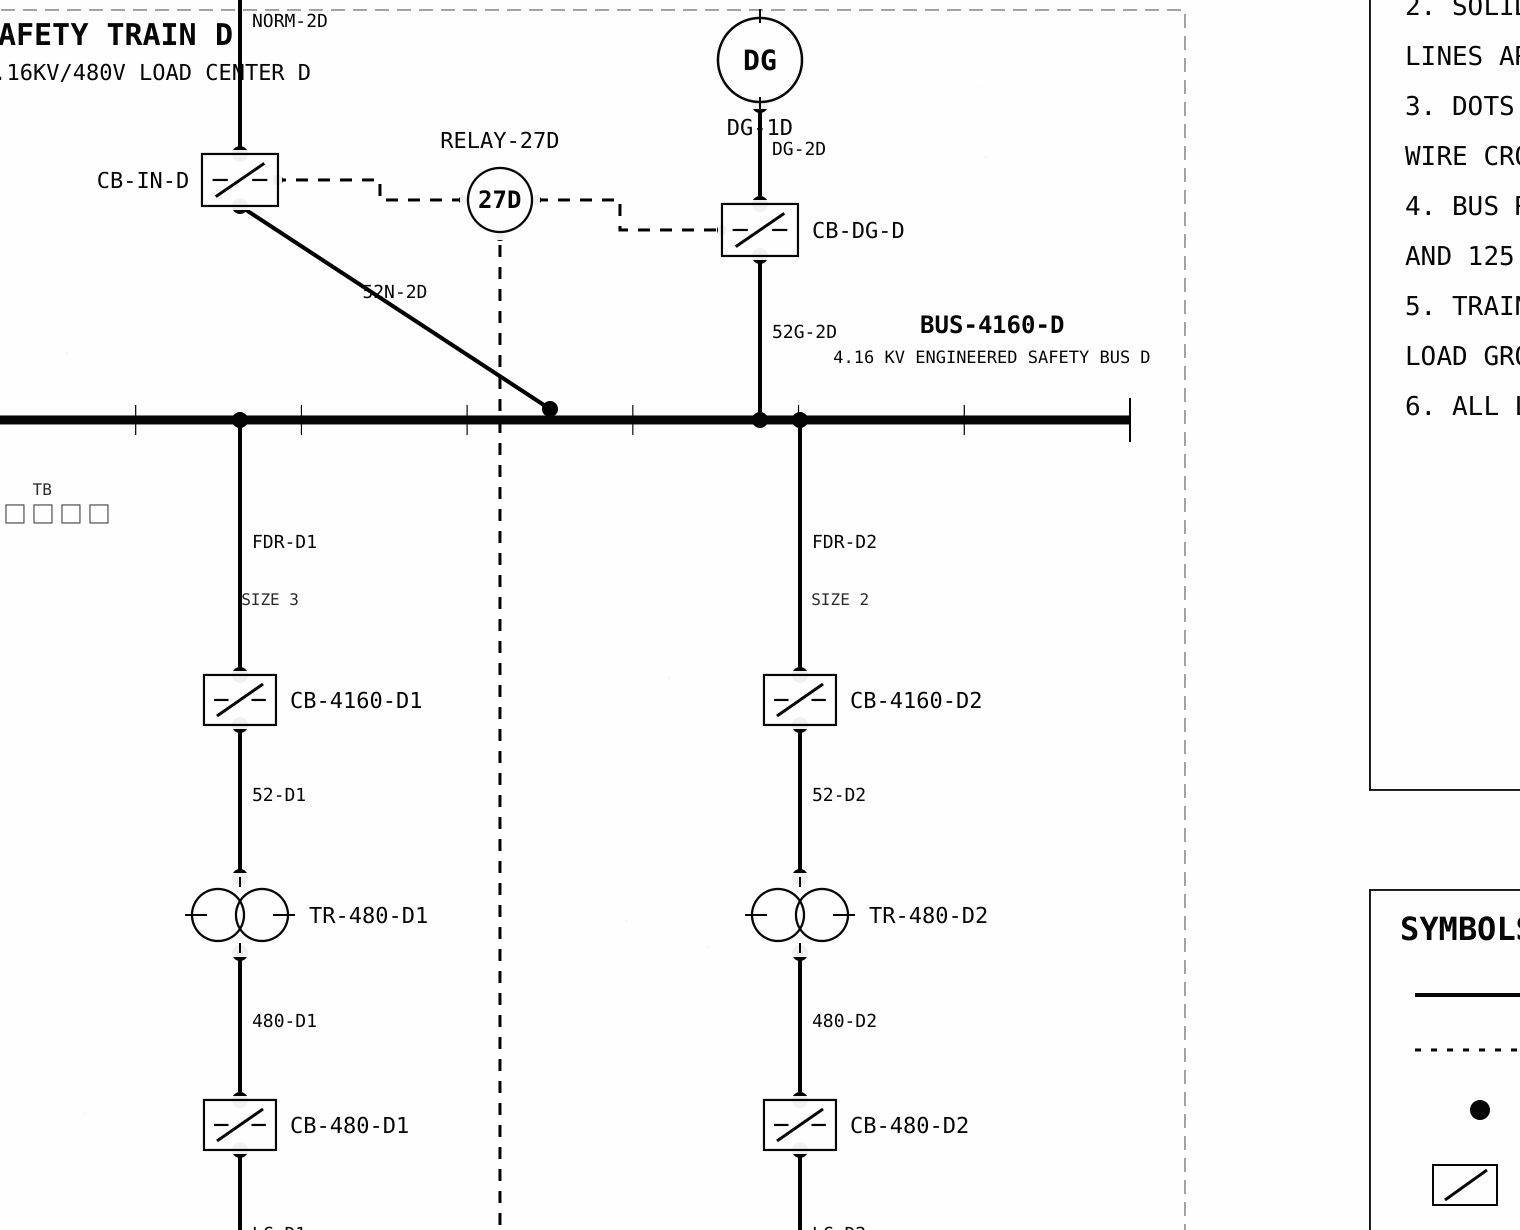 NORM-2D
AFETY TRAIN D
.16KV/480V LOAD CENTER D
DG
DG-1D
DG-2D
RELAY-27D
CB-IN-D
27D
CB-DG-D
52N-2D
52G-2D
BUS-4160-D
4.16 KV ENGINEERED SAFETY BUS D
TB
FDR-D1
FDR-D2
SIZE 3
SIZE 2
CB-4160-D1
CB-4160-D2
52-D1
52-D2
TR-480-D1
TR-480-D2
480-D1
480-D2
CB-480-D1
CB-480-D2
2. SOLI
LINES A
3. DOTS
WIRE CRO
4. BUS
AND 125
5. TRAIN
LOAD GRO
6. ALL
SYMBOLS